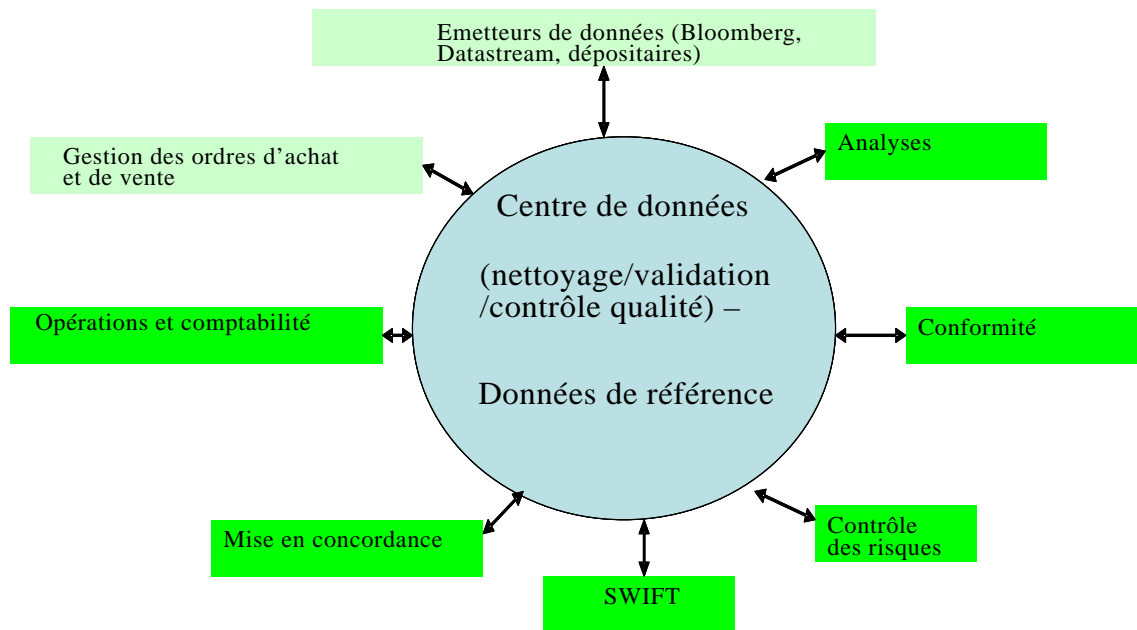 Emetteurs de données (Bloomberg,
Datastream, dépositaires)
Gestion des ordres d’achat
et de vente
Analyses
Centre de données
(nettoyage/validation
/contrôle qualité) –
Données de référence
Opérations et comptabilité
Conformité
Mise en concordance
Contrôle
des risques
SWIFT